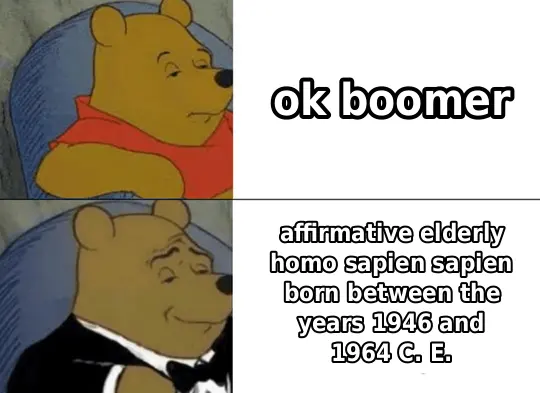 ok boomer
affirmative elderly
homo sapien sapien
born between the
years 1946 and
1964 C. E.